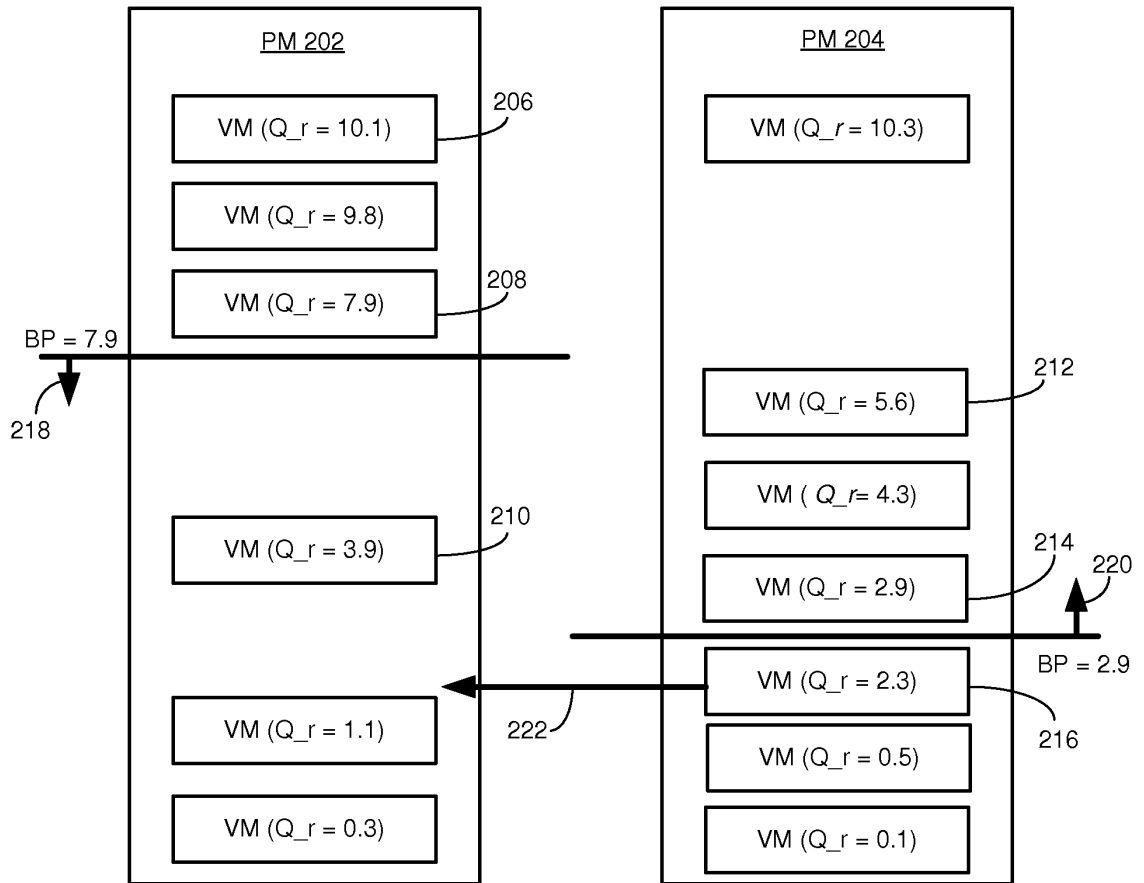 PM 202
VM (Q_r = 10.1)
206
VM (Q_r = 9.8)
VM (Q_r = 7.9)
208
BP = 7.9
218
VM (Q_r = 3.9)
210
VM (Q_r = 1.1)
VM (Q_r = 0.3)
PM 204
VM (Q_r = 10.3)
VM (Q_r = 5.6)
212
VM ( Q_r= 4.3)
VM (Q_r = 2.9)
214
220
BP = 2.9
VM (Q_r = 2.3)
216
222
VM (Q_r = 0.5)
VM (Q_r = 0.1)